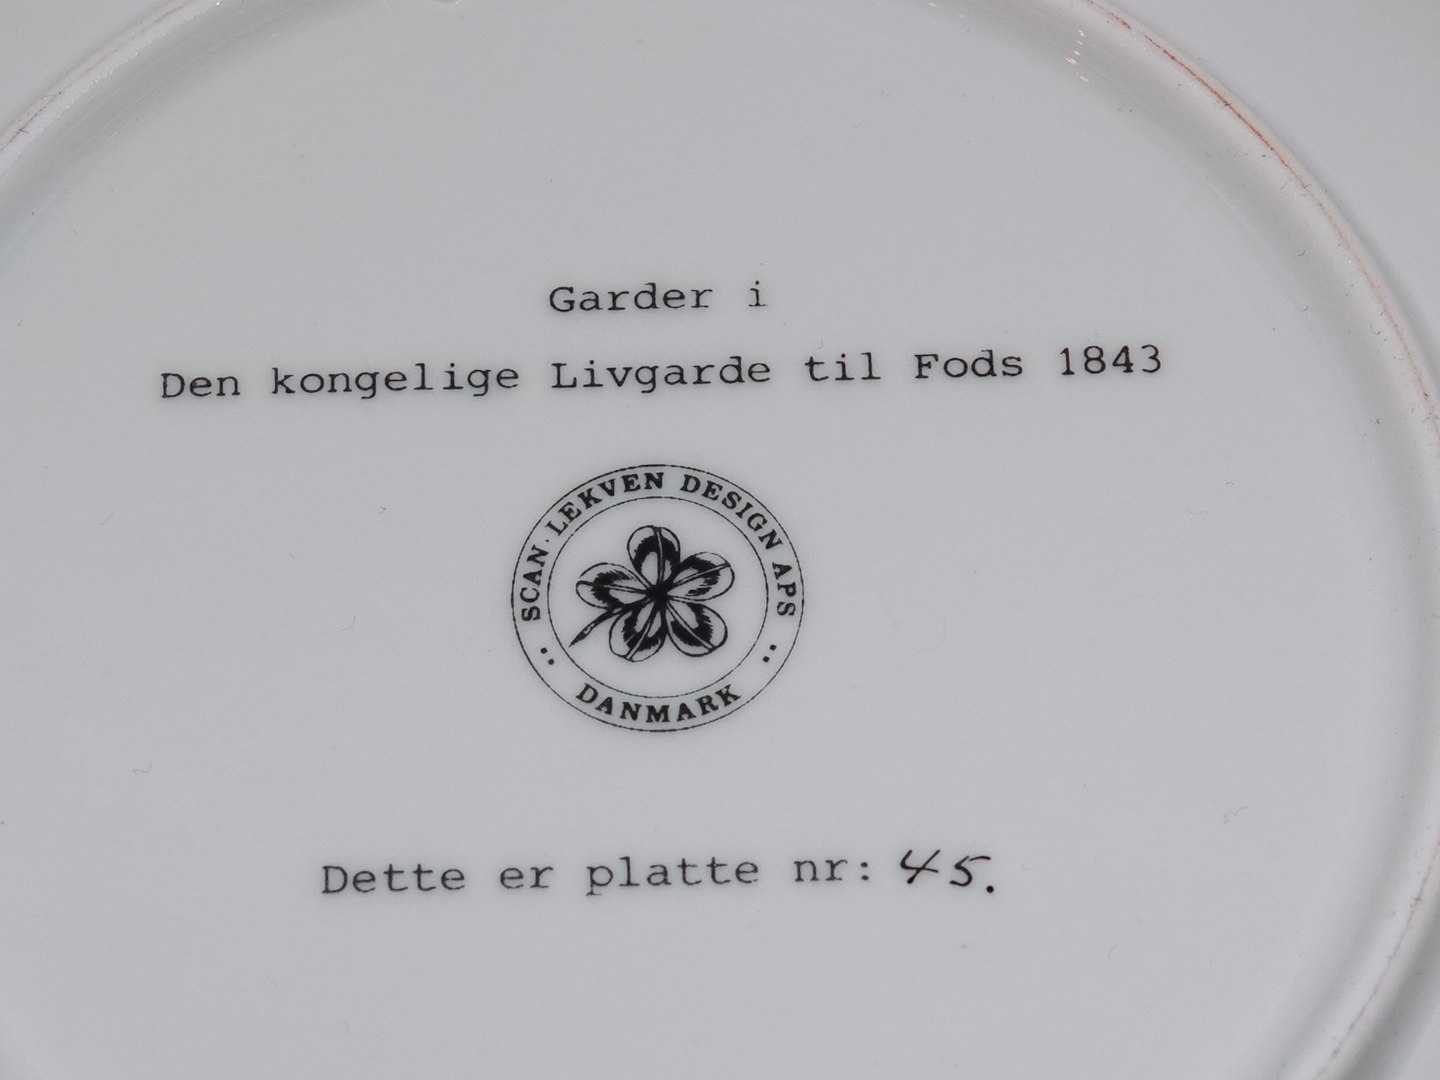 Garder i
Den kongelige Livgarde til Fods 1843
SCAN·LEKVEN DESIGN APS
DANMARK
Dette er platte nr: 45.